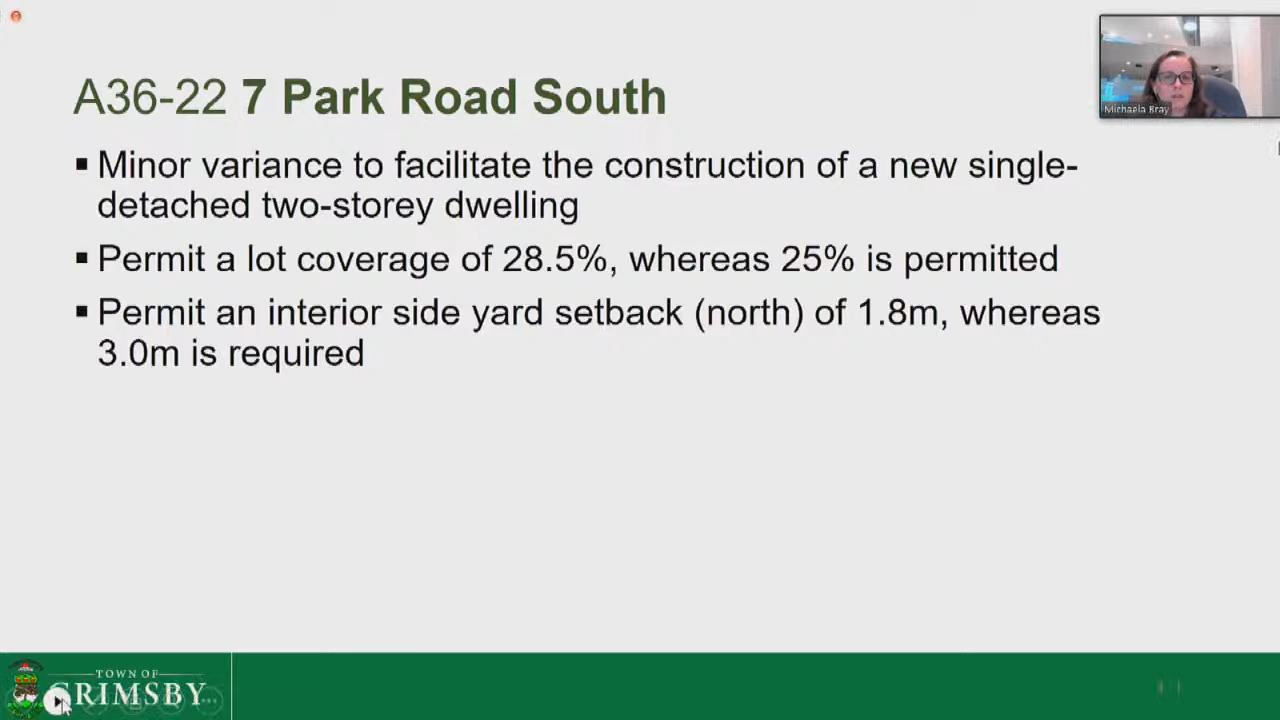 A36-22 7 Park Road South
Michaela Bray
▪ Minor variance to facilitate the construction of a new single-
detached two-storey dwelling
▪ Permit a lot coverage of 28.5%, whereas 25% is permitted
▪ Permit an interior side yard setback (north) of 1.8m, whereas
3.0m is required
TOWN OF
GRIMSBY